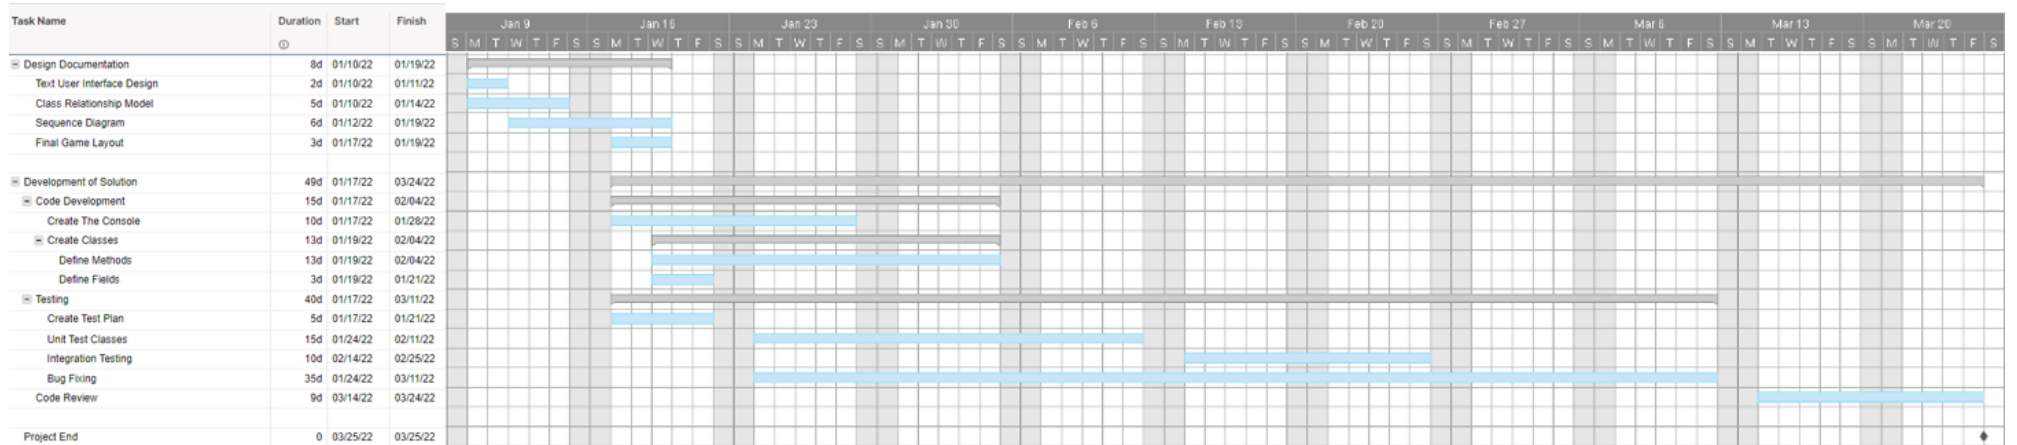 Task Name Duration Start Finish Jan 9 Jan 16 Jan 23 Jan 30 Feb 6 Feb 13 Feb 20 Feb 27 Mar 6 Mar 13 Mar 20
S M T W T F S S M T W T F S S M T W T F S S M T W T F S S M T W T F S S M T W T F S S M T W T F S S M T W T F S S M T W T F S S M T W T F S S M T W T F S
Design Documentation 8d 01/10/22 01/19/22
Text User Interface Design 2d 01/10/22 01/11/22
Class Relationship Model 5d 01/10/22 01/14/22
Sequence Diagram 6d 01/12/22 01/19/22
Final Game Layout 3d 01/17/22 01/19/22
Development of Solution 49d 01/17/22 03/24/22
Code Development 15d 01/17/22 02/04/22
Create The Console 10d 01/17/22 01/28/22
Create Classes 13d 01/19/22 02/04/22
Define Methods 13d 01/19/22 02/04/22
Define Fields 3d 01/19/22 01/21/22
Testing 40d 01/17/22 03/11/22
Create Test Plan 5d 01/17/22 01/21/22
Unit Test Classes 15d 01/24/22 02/11/22
Integration Testing 10d 02/14/22 02/25/22
Bug Fixing 35d 01/24/22 03/11/22
Code Review 9d 03/14/22 03/24/22
Project End 0 03/25/22 03/25/22